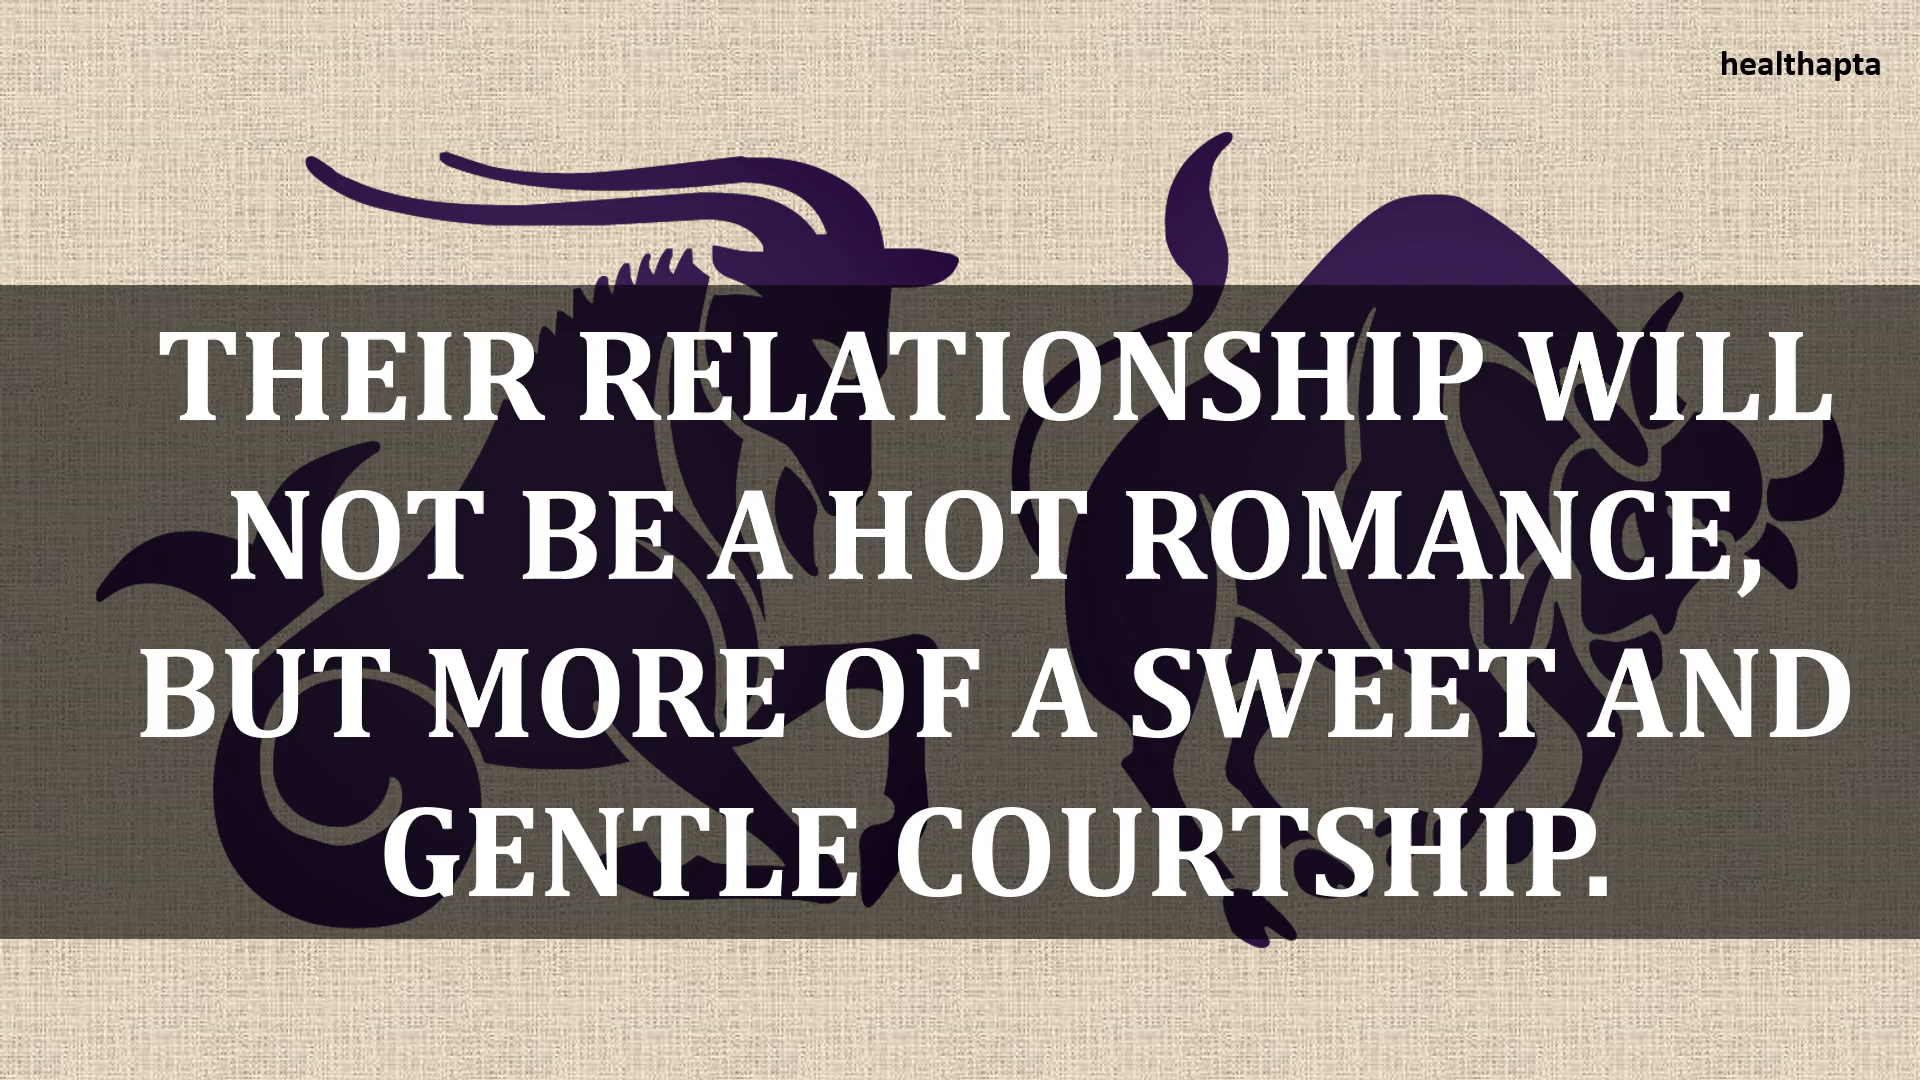 healthapta
THEIR RELATIONSHIP WILL
NOT BE A HOT ROMANCE,
BUT MORE OF A SWEET AND
GENTLE COURTSHIP.